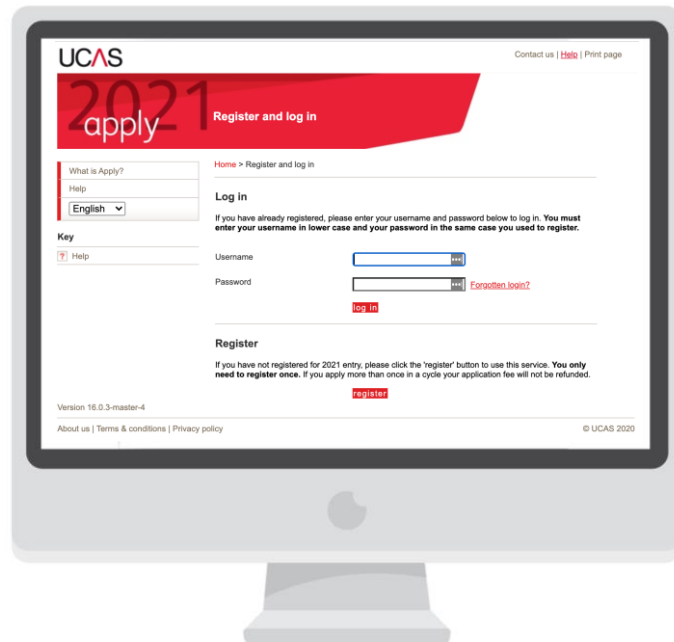 UCAS
Contact us | Help | Print page
2021
apply
Register and log in
What is Apply?
Help
English
Key
? Help
Home > Register and log in
Log in
If you have already registered, please enter your username and password below to log in. You must
enter your username in lower case and your password in the same case you used to register.
Username
Password
Forgotten login?
log in
Register
If you have not registered for 2021 entry, please click the 'register' button to use this service. You only
need to register once. If you apply more than once in a cycle your application fee will not be refunded.
register
Version 16.0.3-master-4
About us | Terms & conditions | Privacy policy
© UCAS 2020